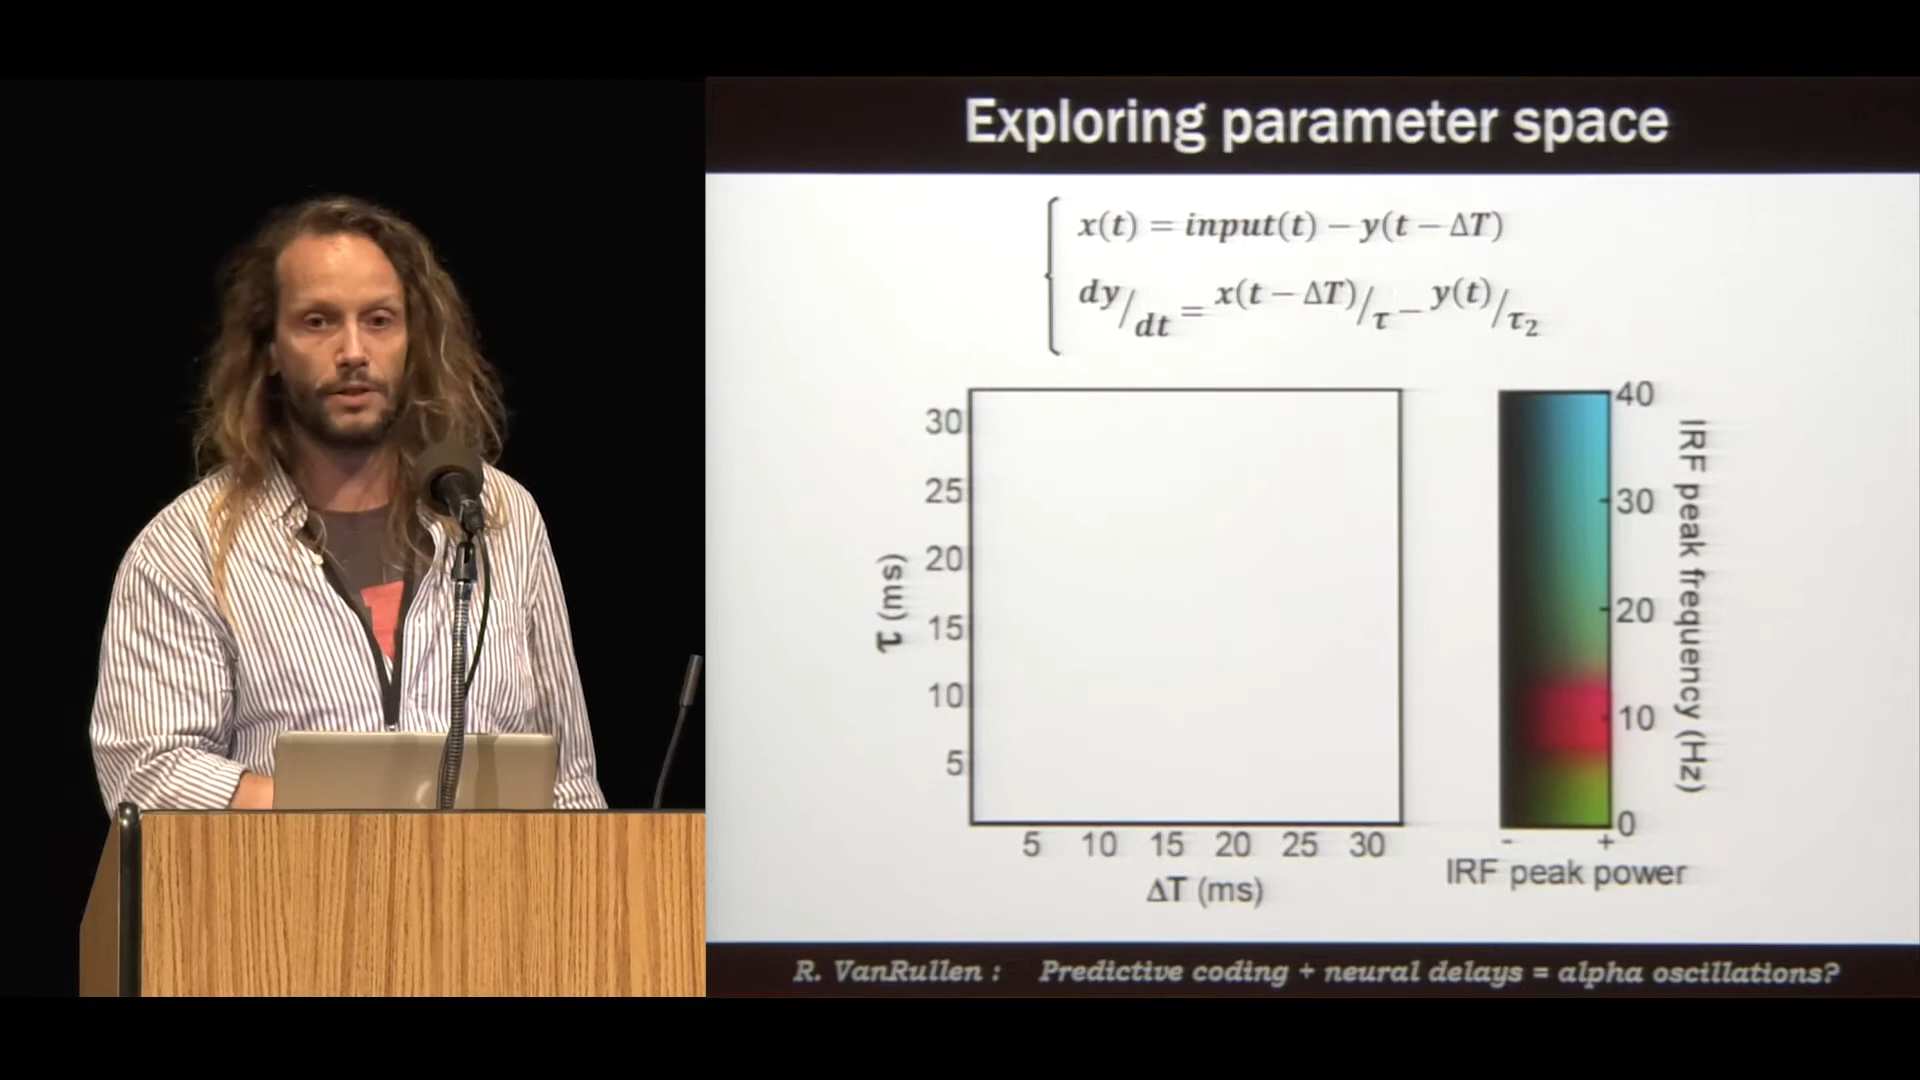 Exploring parameter space
x(t) = input(t) − y(t − ΔT)
dy/dt = x(t − ΔT)/τ − y(t)/τ₂
30
25
20
15
10
5
τ (ms)
5 10 15 20 25 30
ΔT (ms)
40
30
20
10
0
IRF peak frequency (Hz)
- +
IRF peak power
R. VanRullen : Predictive coding + neural delays = alpha oscillations?